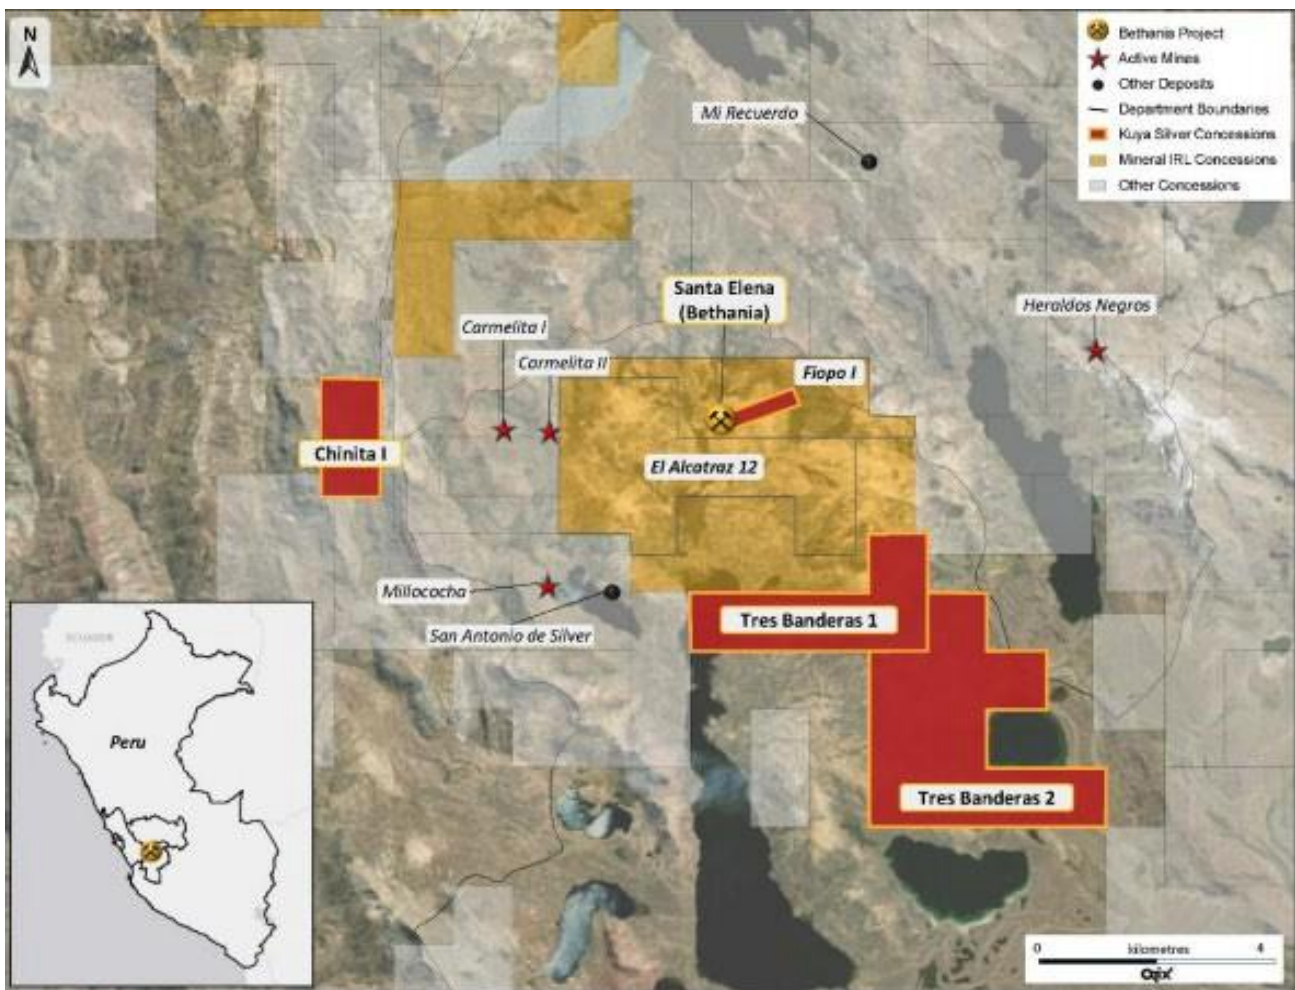 N
Bethania Project
Active Mines
Other Deposits
Department Boundaries
Kuya Silver Concessions
Mineral IRL Concessions
Other Concessions
Mi Recuerdo
Santa Elena
(Bethania)
Heraldos Negros
Carmelita I
Carmelita II
Fiopo I
Chinita I
El Alcatraz 12
Millococha
San Antonio de Silver
Tres Banderas 1
Tres Banderas 2
ECUADOR
Peru
0 kilometres 4